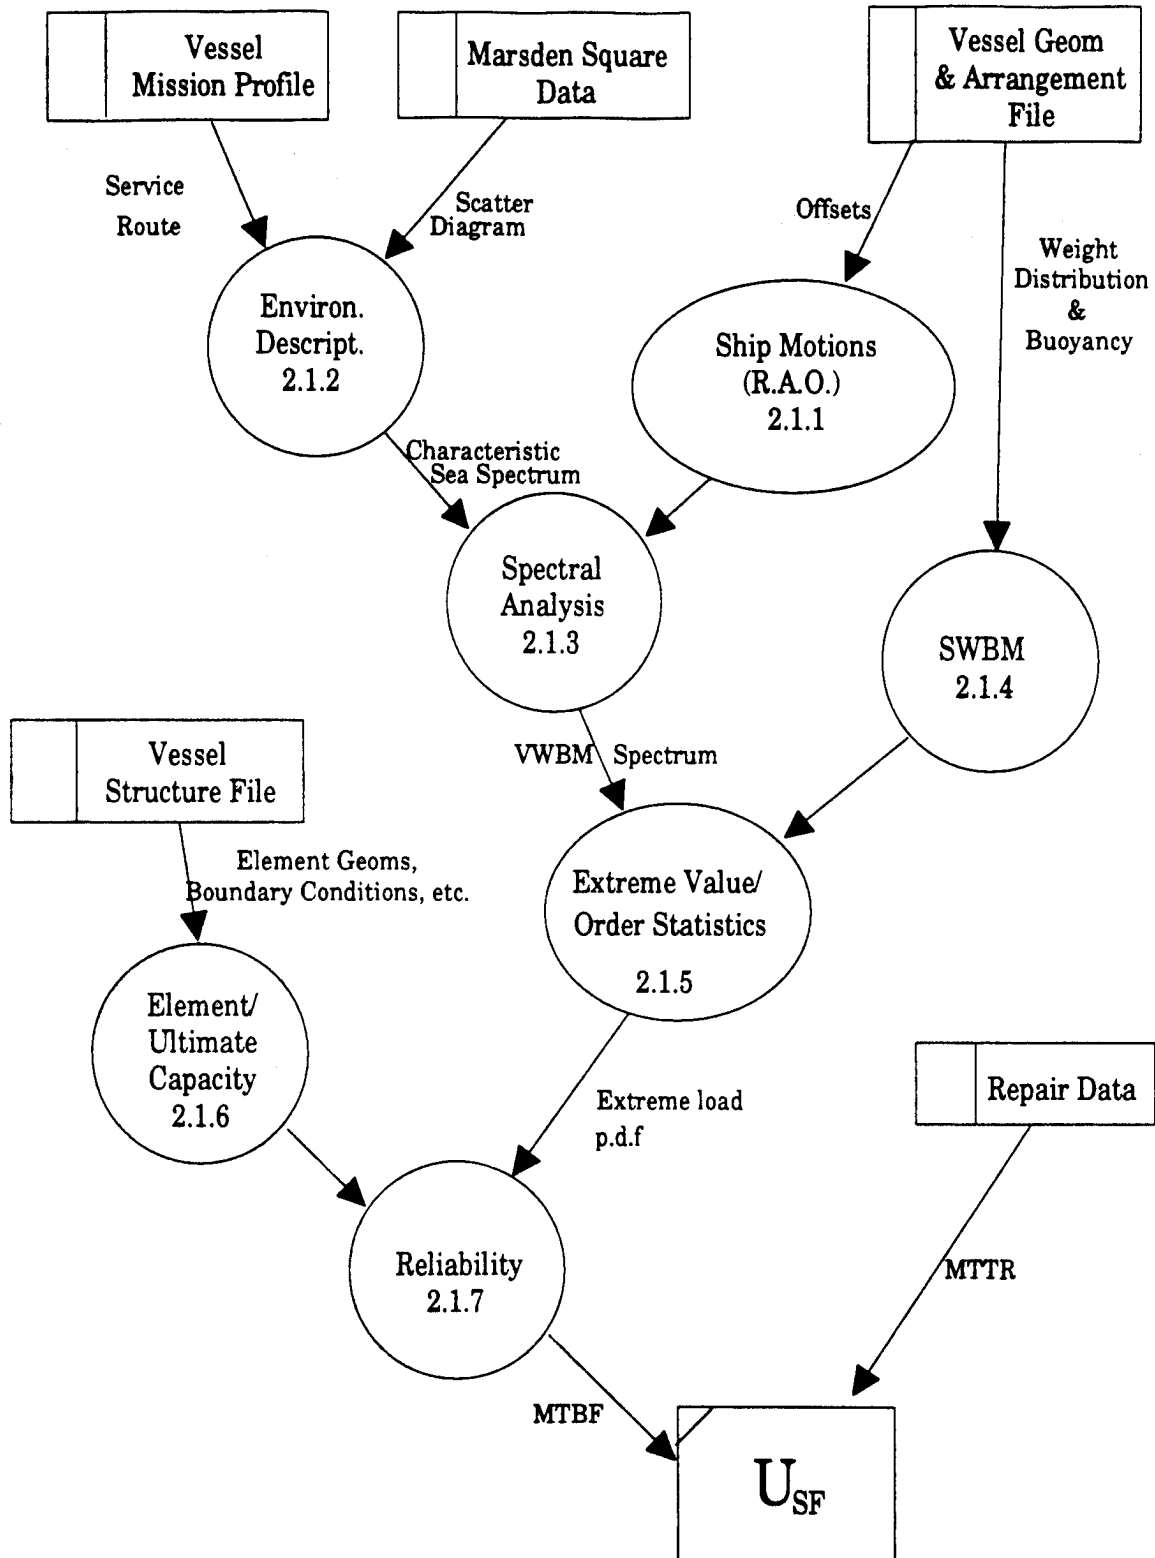 Vessel
Mission Profile
Marsden Square
Data
Vessel Geom
& Arrangement
File
Service
Route
Scatter
Diagram
Offsets
Weight
Distribution
&
Buoyancy
Environ.
Descript.
2.1.2
Ship Motions
(R.A.O.)
2.1.1
Characteristic
Sea Spectrum
Spectral
Analysis
2.1.3
SWBM
2.1.4
VWBM Spectrum
Vessel
Structure File
Element Geoms,
Boundary Conditions, etc.
Extreme Value/
Order Statistics
2.1.5
Element/
Ultimate
Capacity
2.1.6
Extreme load
p.d.f
Repair Data
Reliability
2.1.7
MTTR
MTBF
U_SF